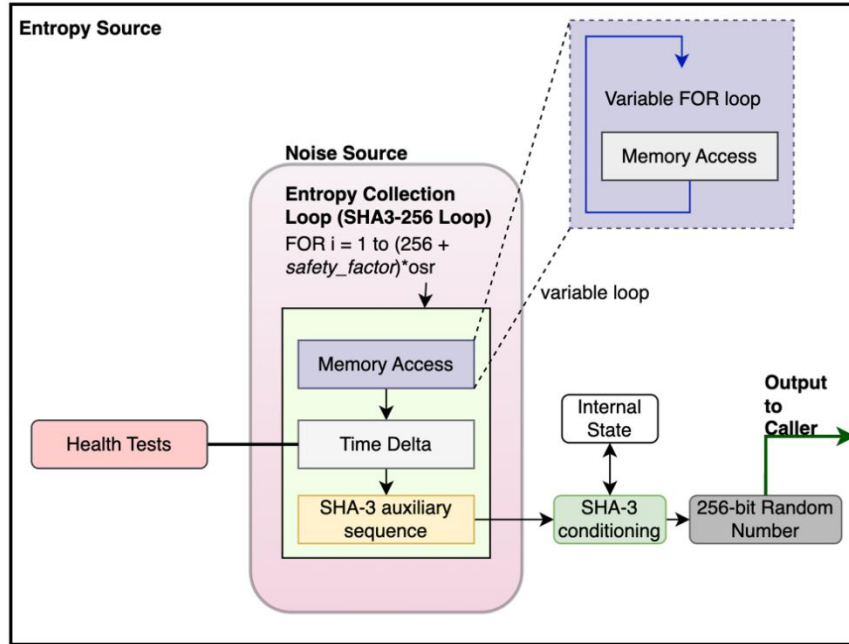 Entropy Source
Variable FOR loop
Memory Access
Noise Source
Entropy Collection
Loop (SHA3-256 Loop)
FOR i = 1 to (256 +
safety_factor)*osr
variable loop
Memory Access
Health Tests
Time Delta
SHA-3 auxiliary
sequence
Internal
State
SHA-3
conditioning
Output
to
Caller
256-bit Random
Number